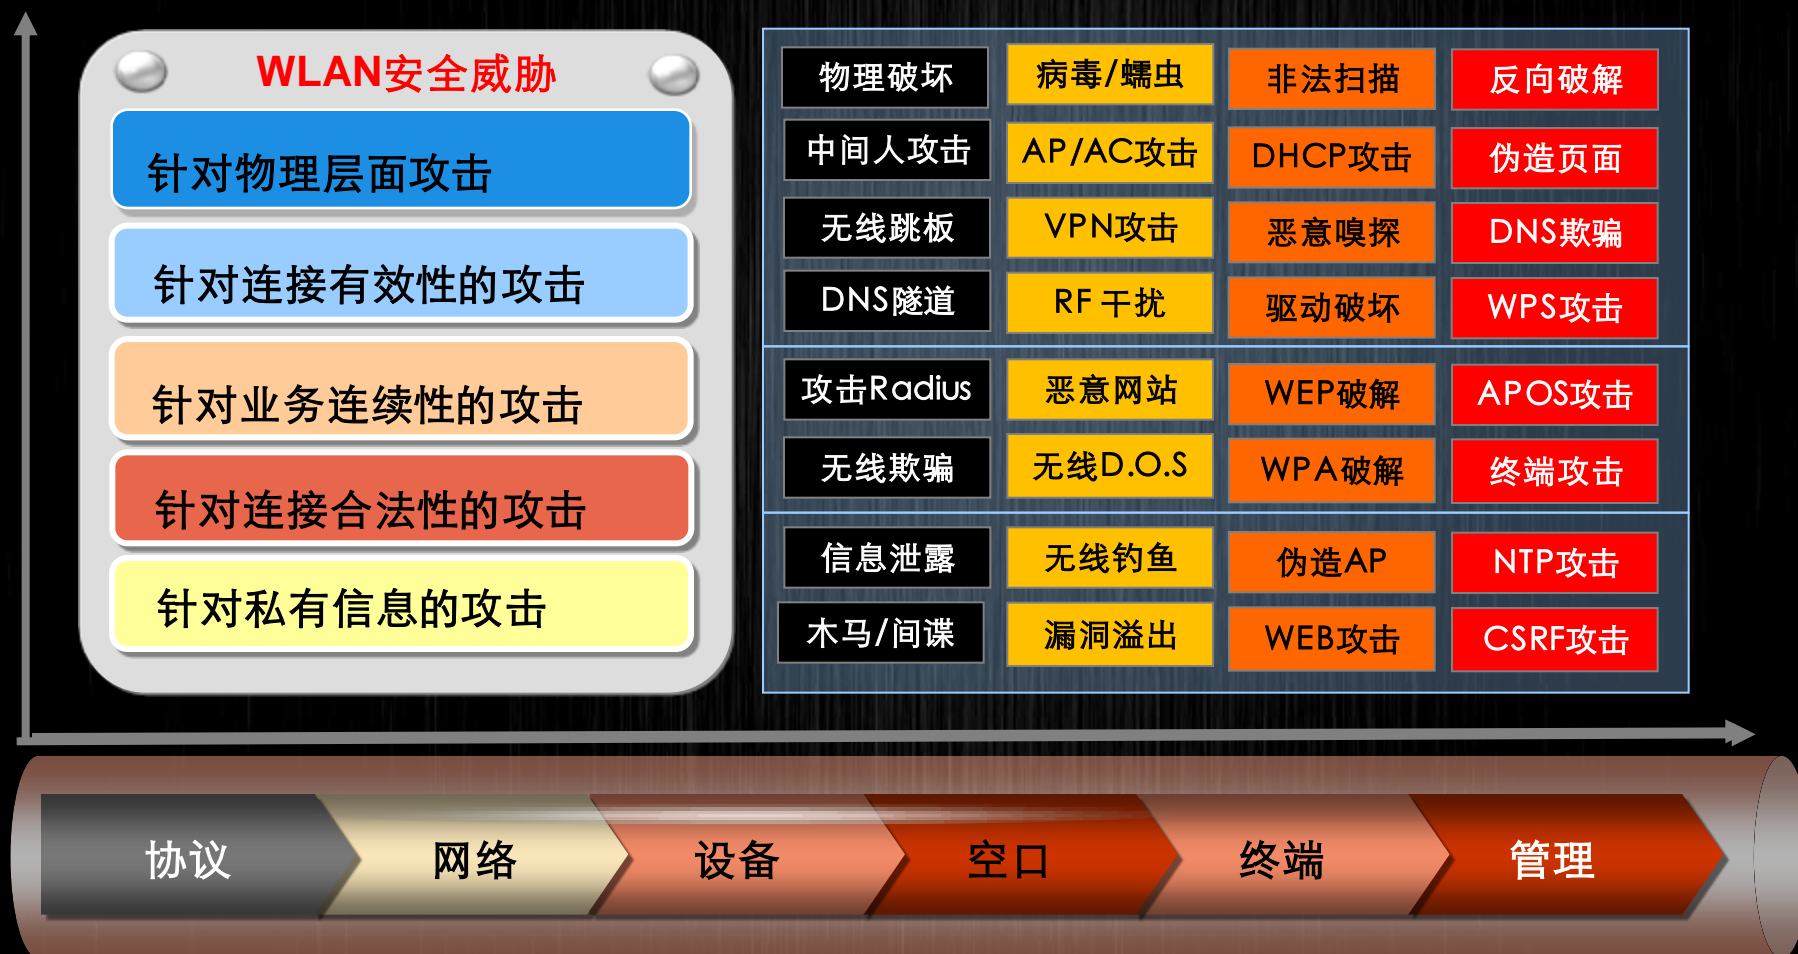 WLAN安全威胁
针对物理层面攻击
针对连接有效性的攻击
针对业务连续性的攻击
针对连接合法性的攻击
针对私有信息的攻击
物理破坏
病毒/蠕虫
非法扫描
反向破解
中间人攻击
AP/AC攻击
DHCP攻击
伪造页面
无线跳板
VPN攻击
恶意嗅探
DNS欺骗
DNS隧道
RF 干扰
驱动破坏
WPS攻击
攻击Radius
恶意网站
WEP破解
APOS攻击
无线欺骗
无线D.O.S
WPA破解
终端攻击
信息泄露
无线钓鱼
伪造AP
NTP攻击
木马/间谍
漏洞溢出
WEB攻击
CSRF攻击
协议
网络
设备
空口
终端
管理